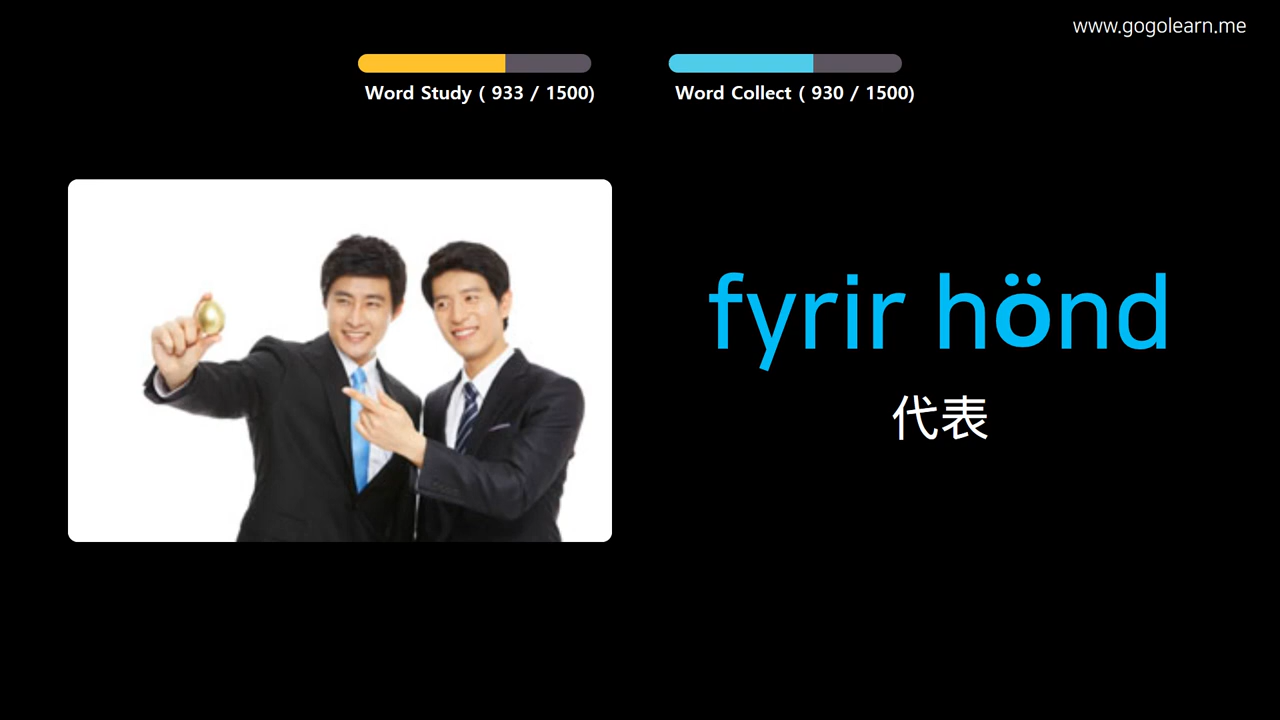 www.gogolearn.me
Word Study ( 933 / 1500)
Word Collect ( 930 / 1500)
fyrir hönd
代表